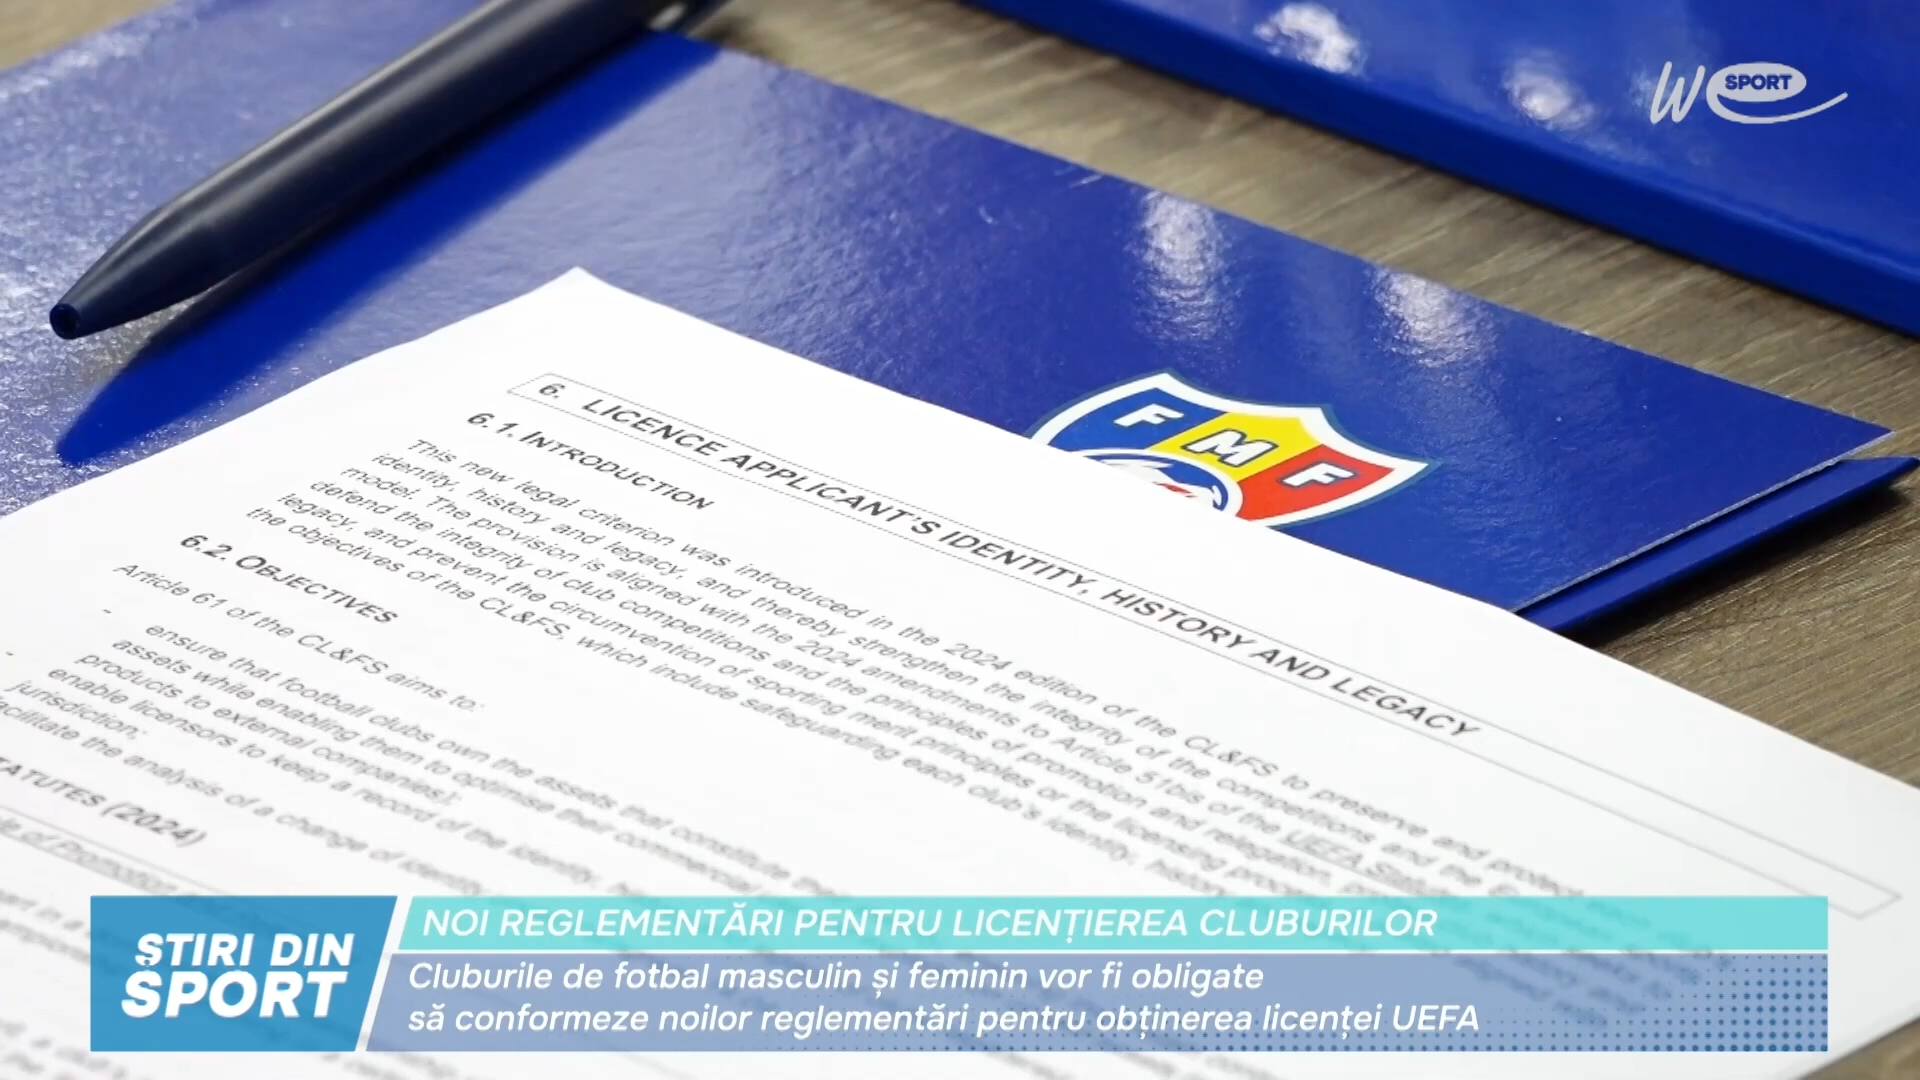 W SPORT
F M F
6. LICENCE APPLICANT'S IDENTITY, HISTORY AND LEGACY
6.1. INTRODUCTION
This new legal criterion was introduced in the 2024 edition of the CL&FS to preserve and protect each
identity, history and legacy, and thereby strengthen the integrity of the competitions and the
model. The provision is aligned with the 2024 amendments to Article 51bis of the UEFA Statutes
defend the integrity of club competitions and the principles of promotion and relegation,
legacy, and prevent the circumvention of sporting merit principles or the licensing process
the objectives of the CL&FS, which include safeguarding each club's identity, history
6.2. OBJECTIVES
Article 61 of the CL&FS aims to:
- ensure that football clubs own the assets that constitute
assets while enabling them to optimise their commercial
products to external companies);
- enable licensors to keep a record of the identity,
jurisdiction;
facilitate the analysis of a change of identity
(2024)
of Promotion
ȘTIRI DIN
SPORT
NOI REGLEMENTĂRI PENTRU LICENȚIEREA CLUBURILOR
Cluburile de fotbal masculin și feminin vor fi obligate
să conformeze noilor reglementări pentru obținerea licenței UEFA